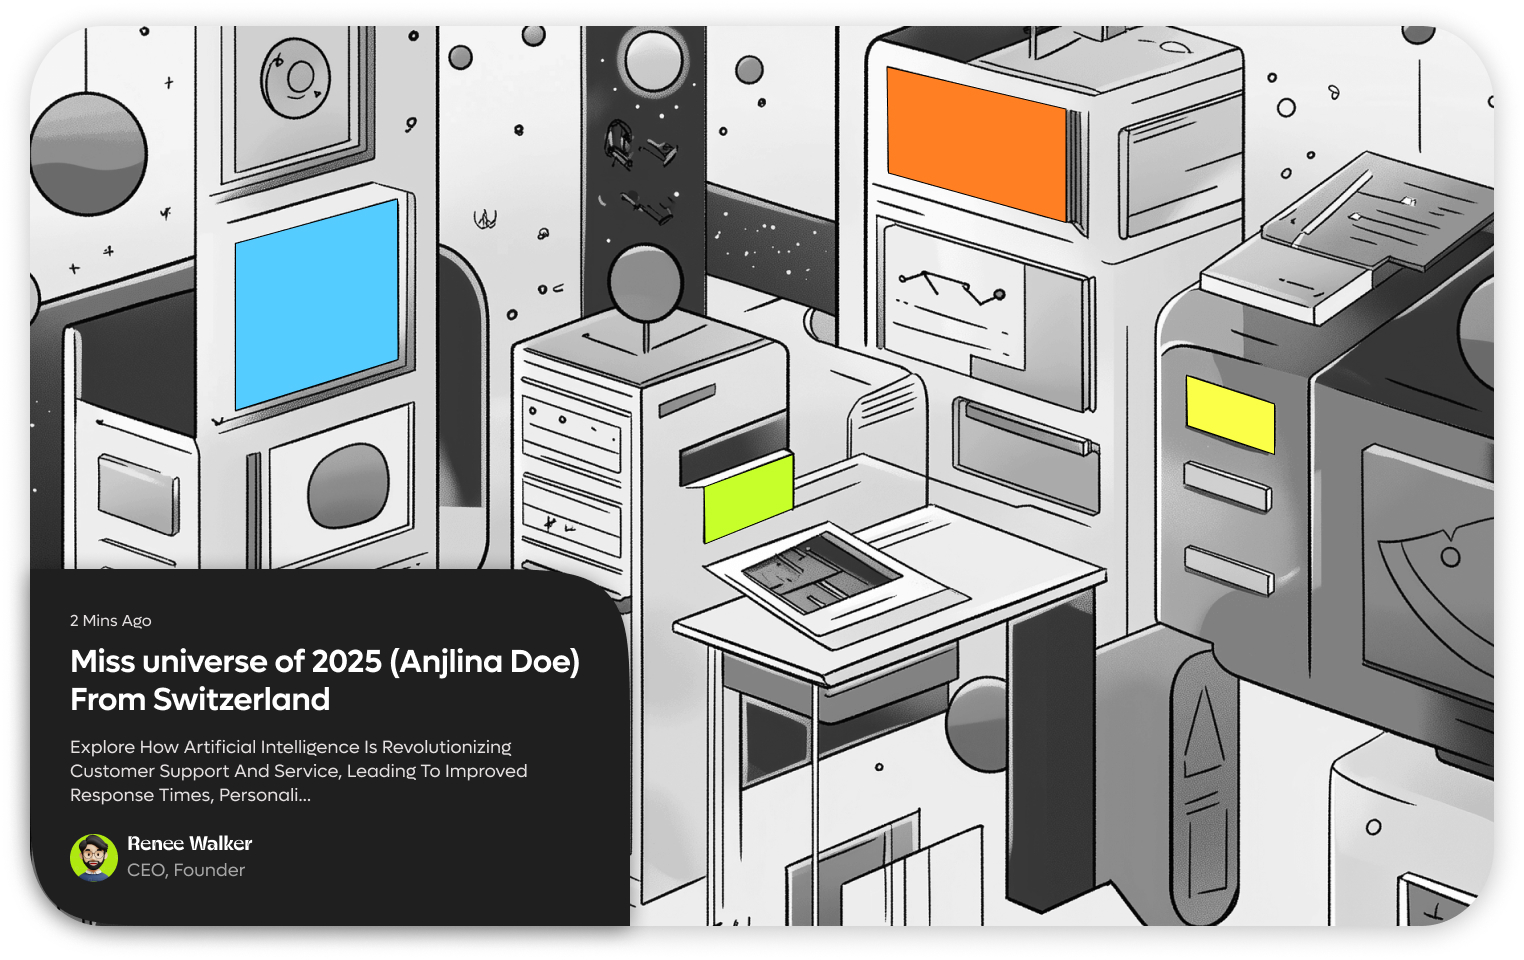 2 Mins Ago
Miss universe of 2025 (Anjlina Doe)
From Switzerland
Explore How Artificial Intelligence Is Revolutionizing
Customer Support And Service, Leading To Improved
Response Times, Personali...
Renee Walker
CEO, Founder